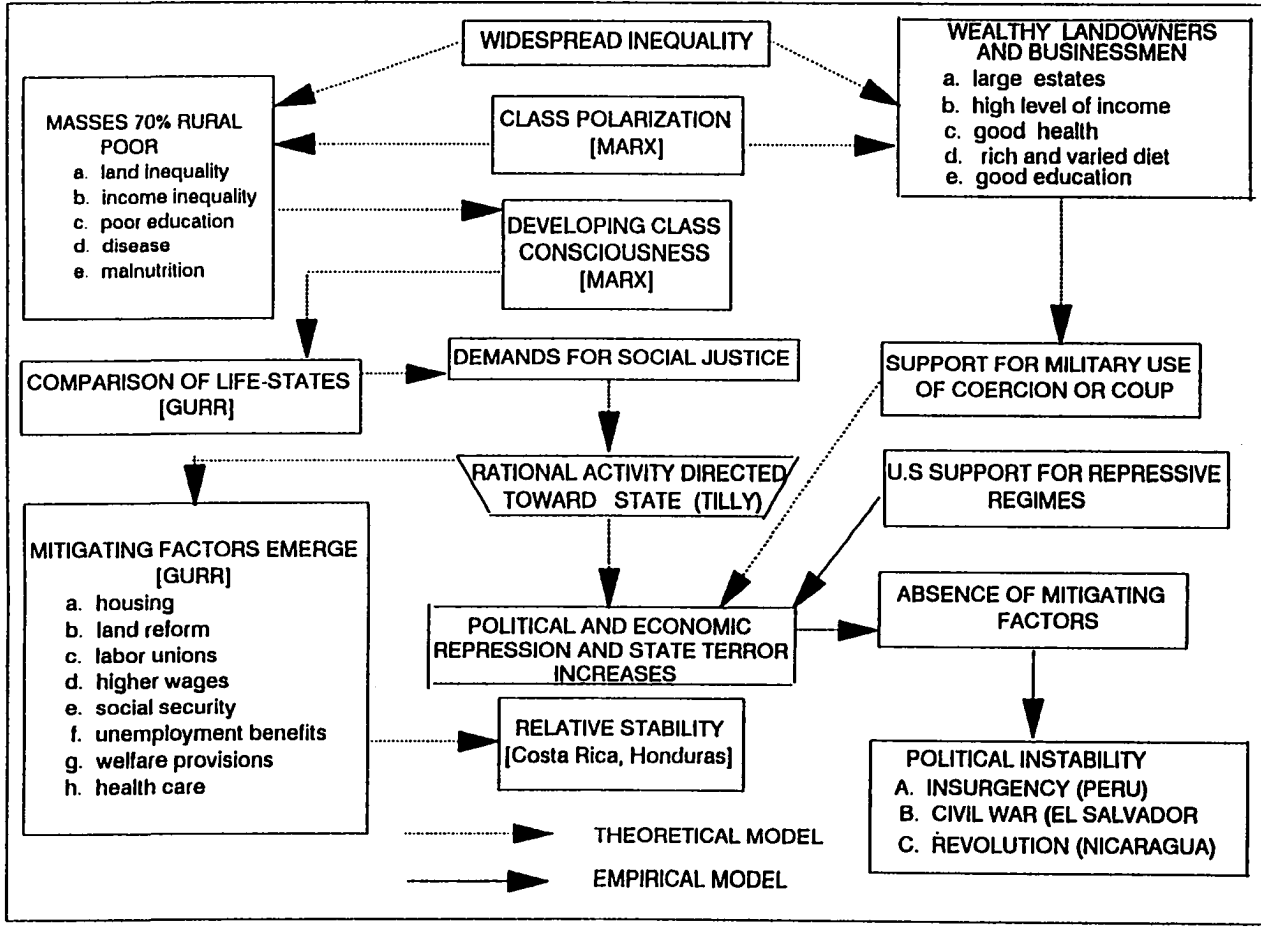 WIDESPREAD INEQUALITY
WEALTHY LANDOWNERS
AND BUSINESSMEN
a. large estates
b. high level of income
c. good health
d. rich and varied diet
e. good education
MASSES 70% RURAL
POOR
a. land inequality
b. income inequality
c. poor education
d. disease
e. malnutrition
CLASS POLARIZATION
[MARX]
DEVELOPING CLASS
CONSCIOUSNESS
[MARX]
COMPARISON OF LIFE-STATES
[GURR]
DEMANDS FOR SOCIAL JUSTICE
SUPPORT FOR MILITARY USE
OF COERCION OR COUP
RATIONAL ACTIVITY DIRECTED
TOWARD STATE (TILLY)
U.S SUPPORT FOR REPRESSIVE
REGIMES
MITIGATING FACTORS EMERGE
[GURR]
a. housing
b. land reform
c. labor unions
d. higher wages
e. social security
f. unemployment benefits
g. welfare provisions
h. health care
POLITICAL AND ECONOMIC
REPRESSION AND STATE TERROR
INCREASES
ABSENCE OF MITIGATING
FACTORS
RELATIVE STABILITY
[Costa Rica, Honduras]
POLITICAL INSTABILITY
A. INSURGENCY (PERU)
B. CIVIL WAR (EL SALVADOR
C. REVOLUTION (NICARAGUA)
THEORETICAL MODEL
EMPIRICAL MODEL